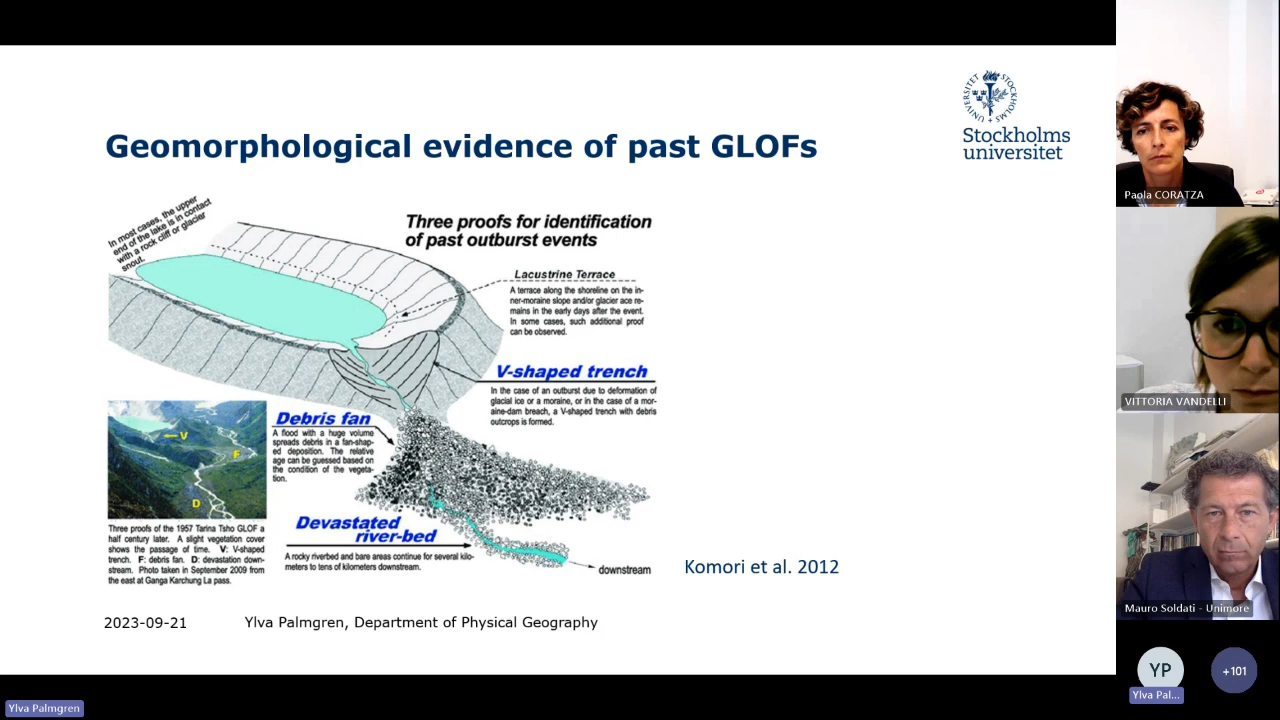 Geomorphological evidence of past GLOFs
STOCKHOLMS
UNIVERSITET
Stockholms
universitet
In most cases, the upper
end of the lake is in contact
with a rock cliff or glacier
snout.
Three proofs for identification
of past outburst events
Lacustrine Terrace
A terrace along the shoreline on the in-
ner-moraine slope and/or glacier ace re-
mains in the early days after the event.
In some cases, such additional proof
can be observed.
V-shaped trench
In the case of an outburst due to deformation of
glacial ice or a moraine, or in the case of a mor-
aine-dam breach, a V-shaped trench with debris
outcrops is formed.
Debris fan
A flood with a huge volume
spreads debris in a fan-shap-
ed deposition. The relative
age can be guessed based on
the condition of the vegeta-
tion.
V
F
D
Three proofs of the 1957 Tarina Tsho GLOF a
half century later. A slight vegetation cover
shows the passage of time. V: V-shaped
trench. F: debris fan. D: devastation down-
stream. Photo taken in September 2009 from
the east at Ganga Karchung La pass.
Devastated
river-bed
A rocky riverbed and bare areas continue for several kilo-
meters to tens of kilometers downstream.
downstream
Komori et al. 2012
2023-09-21
Ylva Palmgren, Department of Physical Geography
Paola CORATZA
VITTORIA VANDELLI
Mauro Soldati - Unimore
YP
+101
Ylva Pal...
Ylva Palmgren